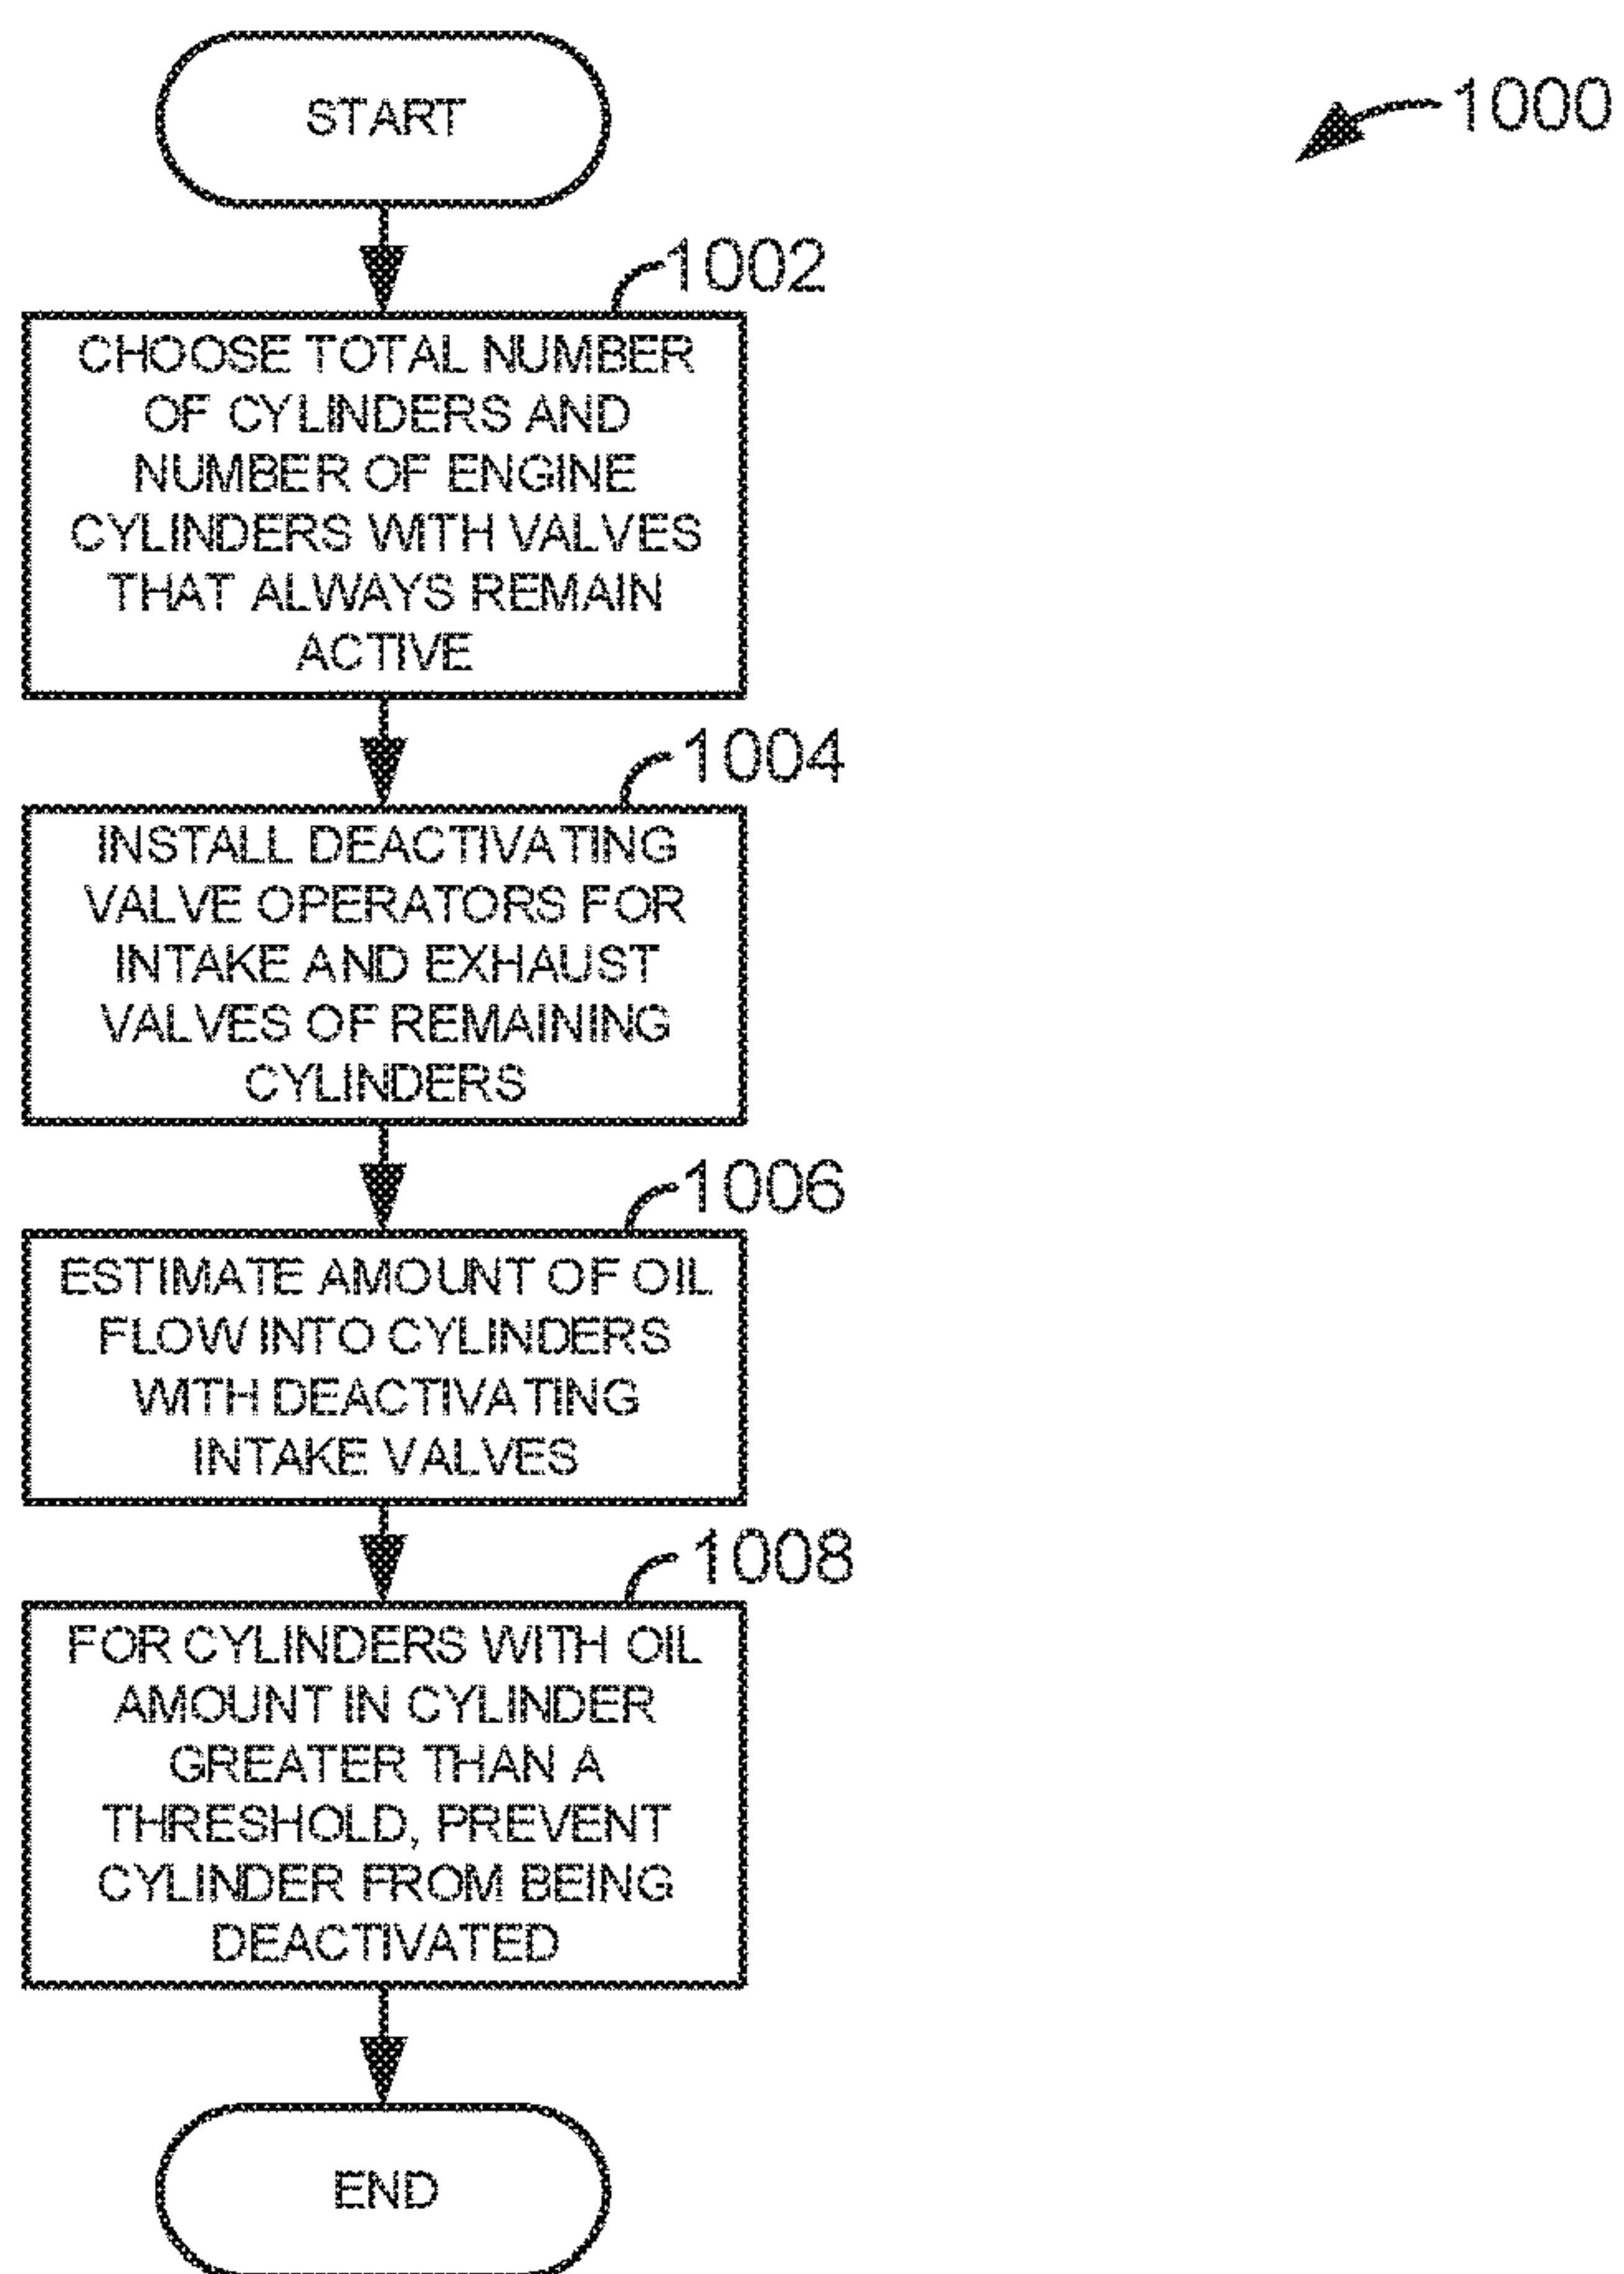 START
1000
1002
CHOOSE TOTAL NUMBER
OF CYLINDERS AND
NUMBER OF ENGINE
CYLINDERS WITH VALVES
THAT ALWAYS REMAIN
ACTIVE
1004
INSTALL DEACTIVATING
VALVE OPERATORS FOR
INTAKE AND EXHAUST
VALVES OF REMAINING
CYLINDERS
1006
ESTIMATE AMOUNT OF OIL
FLOW INTO CYLINDERS
WITH DEACTIVATING
INTAKE VALVES
1008
FOR CYLINDERS WITH OIL
AMOUNT IN CYLINDER
GREATER THAN A
THRESHOLD, PREVENT
CYLINDER FROM BEING
DEACTIVATED
END